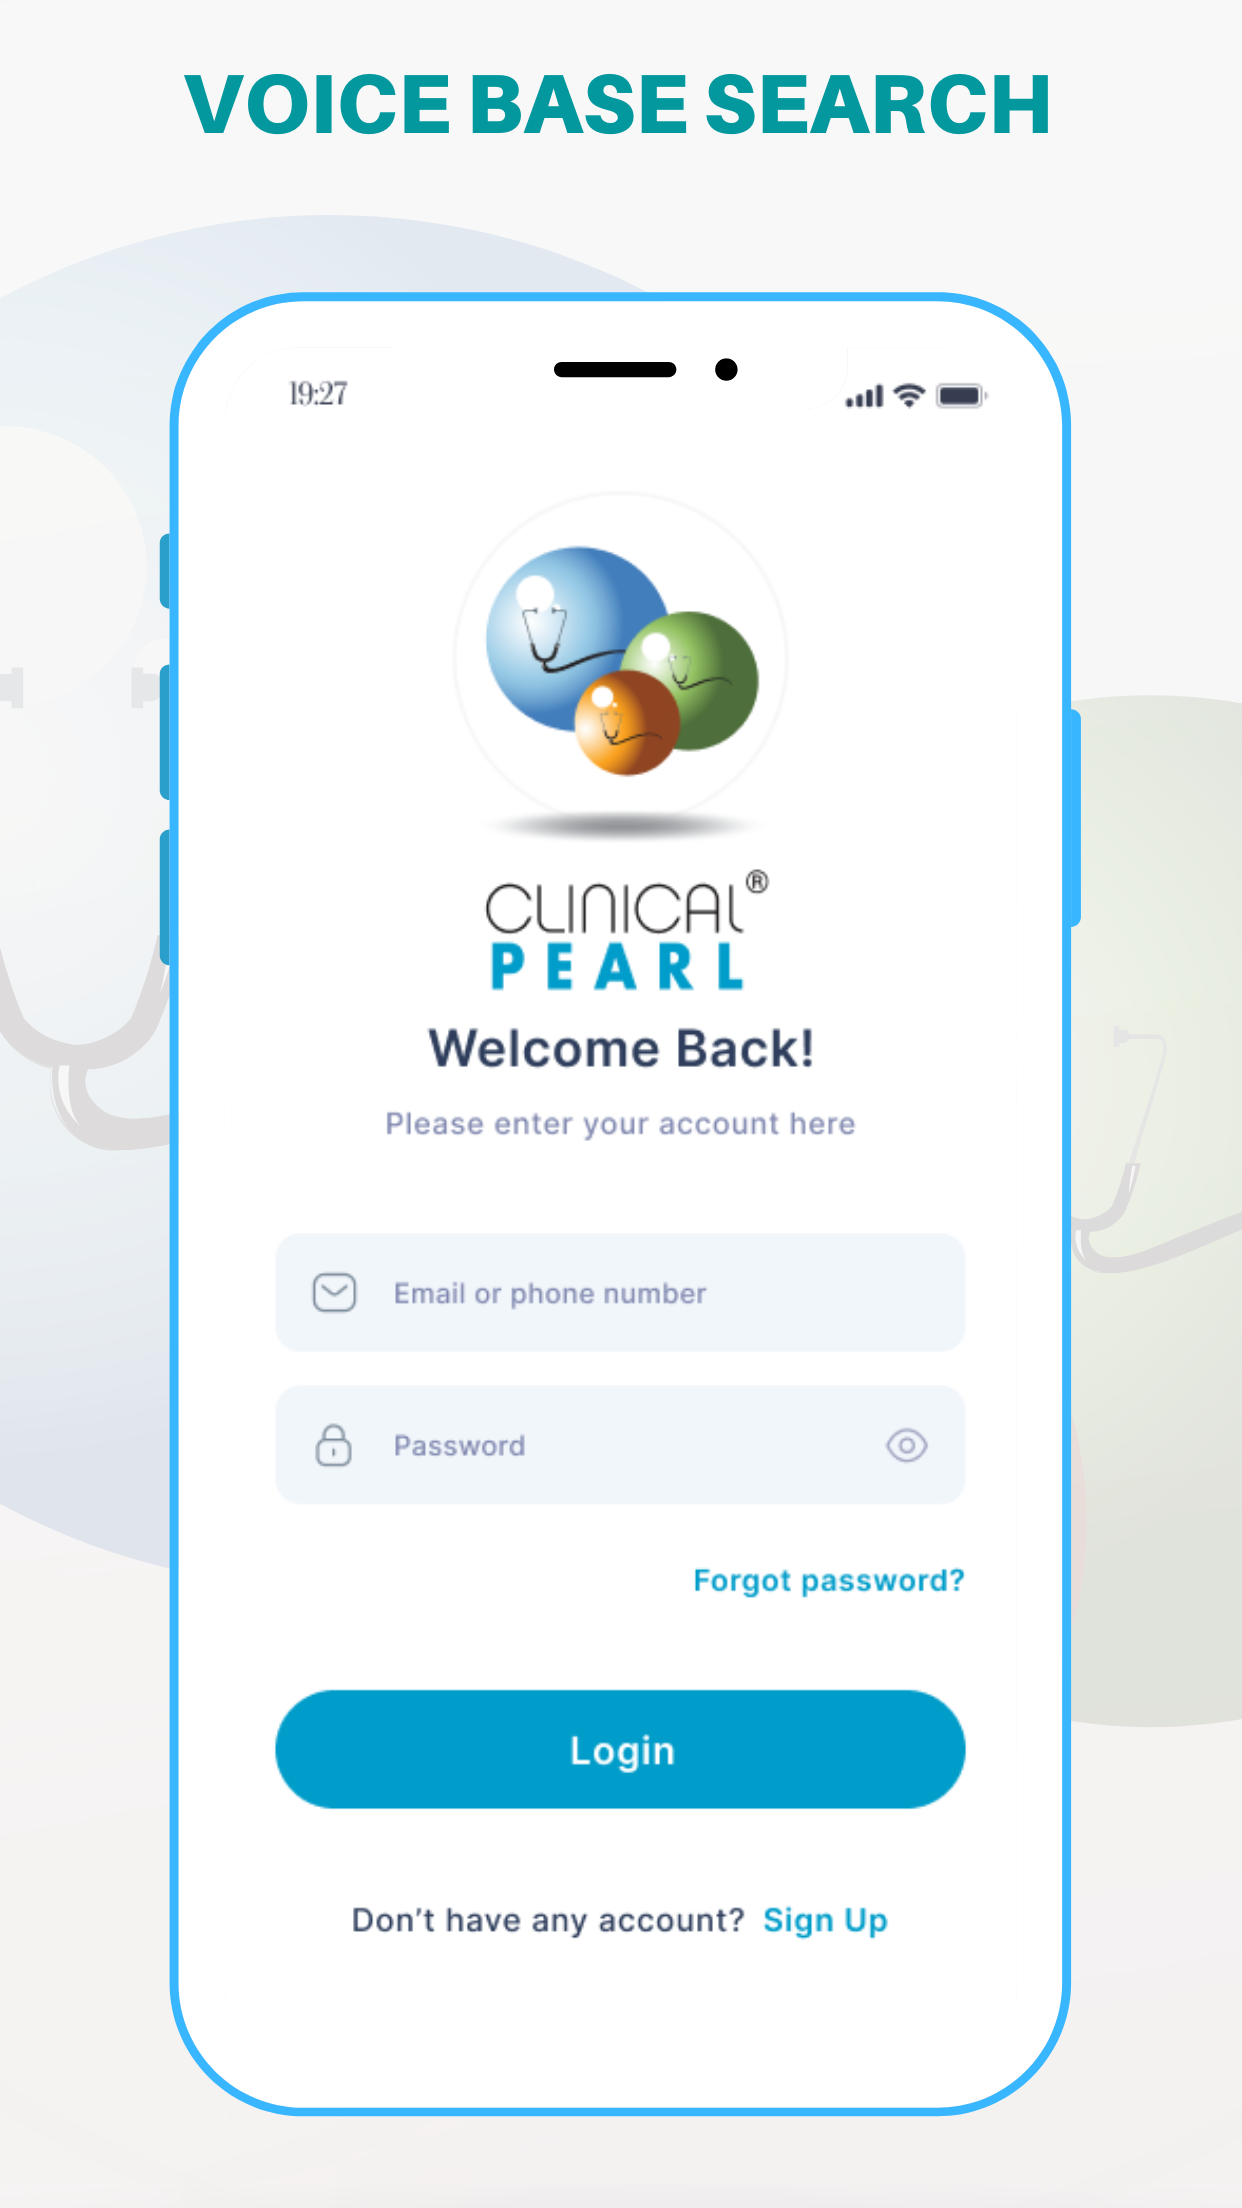 VOICE BASE SEARCH
19:27
CLINICAL®
PEARL
Welcome Back!
Please enter your account here
Email or phone number
Password
Forgot password?
Login
Don't have any account? Sign Up